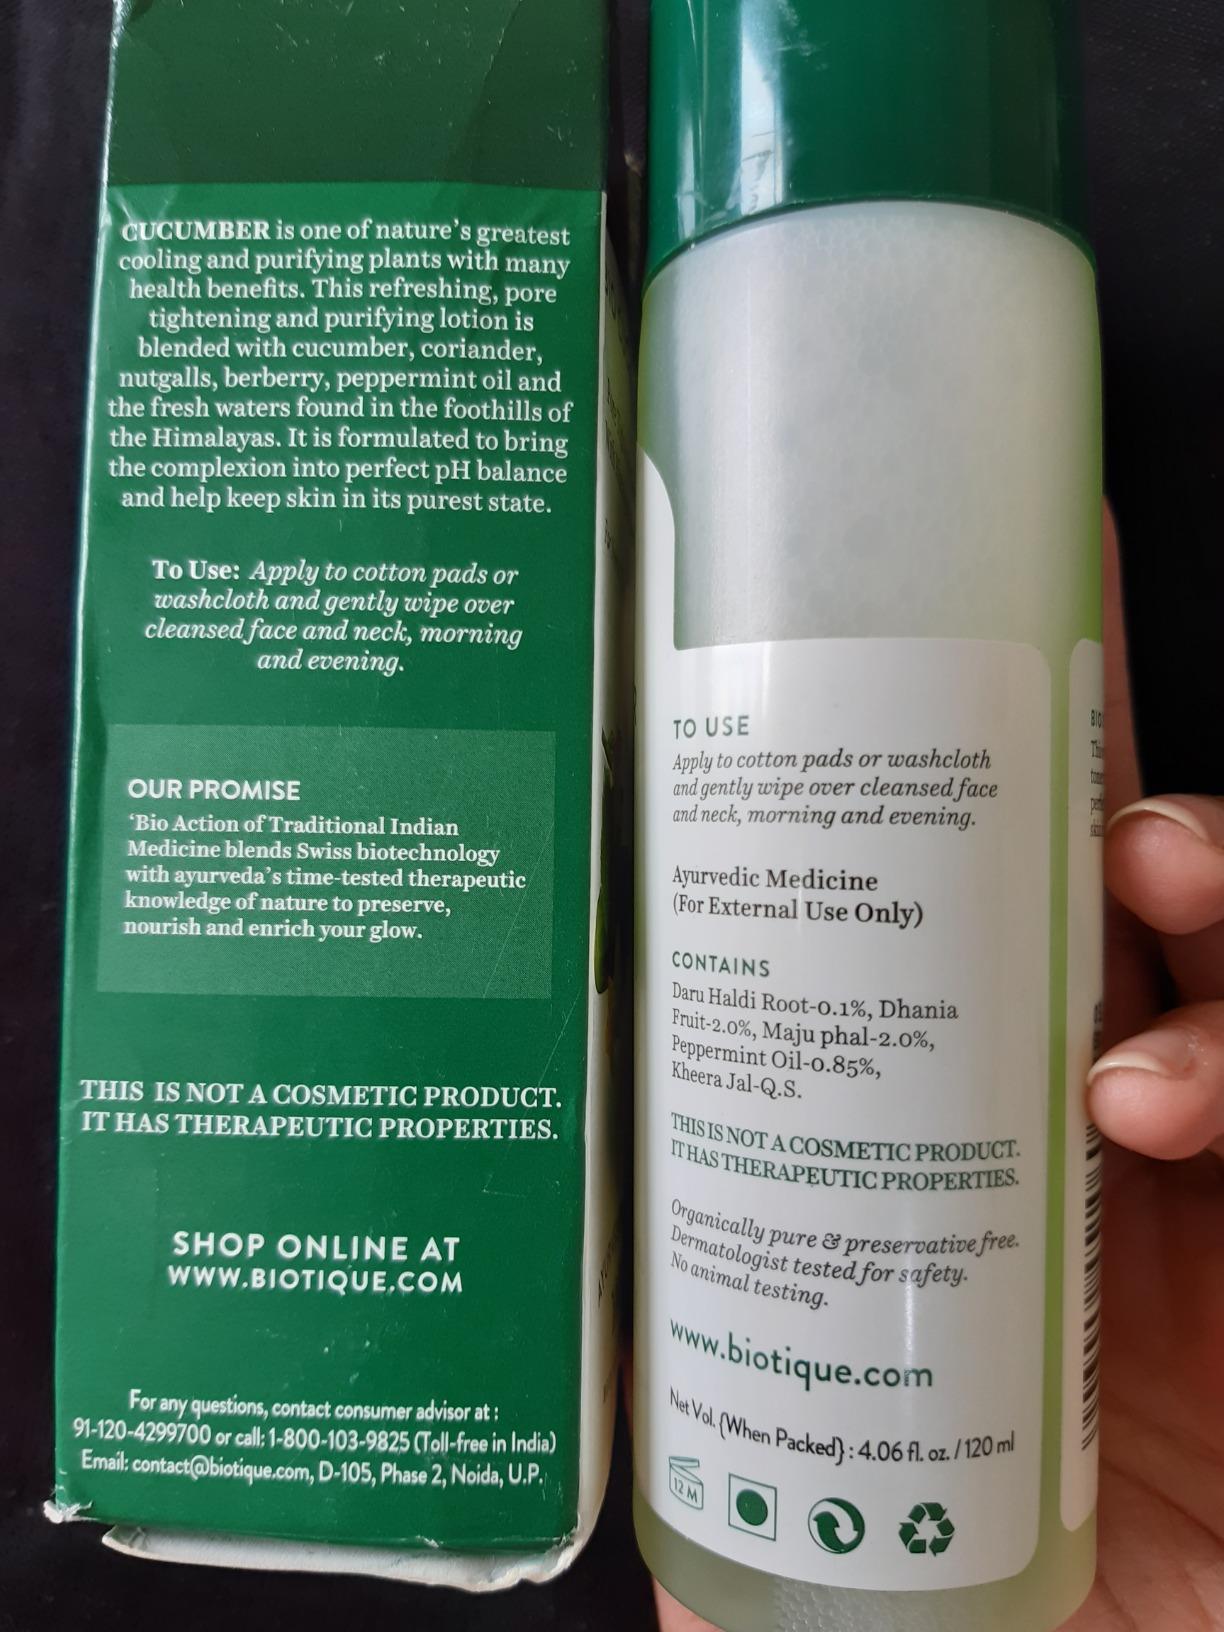 CUCUMBER is one of nature's greatest
cooling and purifying plants with many
health benefits. This refreshing, pore
tightening and purifying lotion is
blended with cucumber, coriander,
nutgalls, berberry, peppermint oil and
the fresh waters found in the foothills of
the Himalayas. It is formulated to bring
the complexion into perfect pH balance
and help keep skin in its purest state.
To Use: Apply to cotton pads or
washcloth and gently wipe over
cleansed face and neck, morning
and evening.
OUR PROMISE
'Bio Action of Traditional Indian
Medicine blends Swiss biotechnology
with ayurveda's time-tested therapeutic
knowledge of nature to preserve,
nourish and enrich your glow.
THIS IS NOT A COSMETIC PRODUCT.
IT HAS THERAPEUTIC PROPERTIES.
SHOP ONLINE AT
WWW.BIOTIQUE.COM
For any questions, contact consumer advisor at :
91-120-4299700 or call: 1-800-103-9825 (Toll-free in India)
Email: contact@biotique.com, D-105, Phase 2, Noida, U.P.
TO USE
Apply to cotton pads or washcloth
and gently wipe over cleansed face
and neck, morning and evening.
Ayurvedic Medicine
(For External Use Only)
CONTAINS
Daru Haldi Root-0.1%, Dhania
Fruit-2.0%, Maju phal-2.0%,
Peppermint Oil-0.85%,
Kheera Jal-Q.S.
THIS IS NOT A COSMETIC PRODUCT.
IT HAS THERAPEUTIC PROPERTIES.
Organically pure & preservative free.
Dermatologist tested for safety.
No animal testing.
www.biotique.com
Net Vol. {When Packed} : 4.06 fl. oz. / 120 ml
12 M